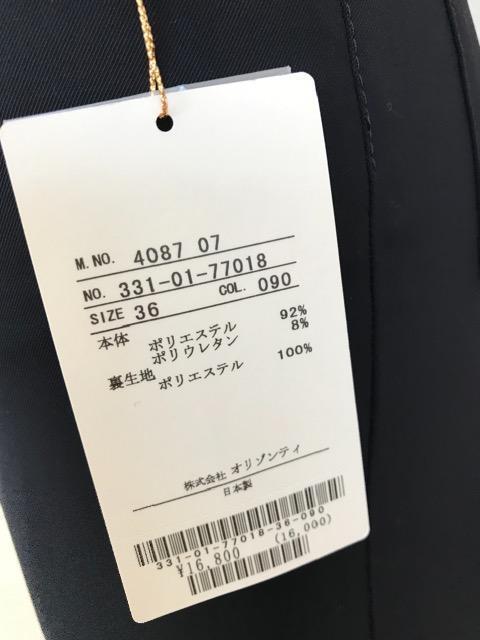 M.NO. 4087 07
NO. 331-01-77018
SIZE 36 COL. 090
本体 ポリエステル 92%
ポリウレタン 8%
裏生地 ポリエステル 100%
株式会社 オリゾンティ
日本製
331-01-77018-36-090
¥16,800 (16,000)